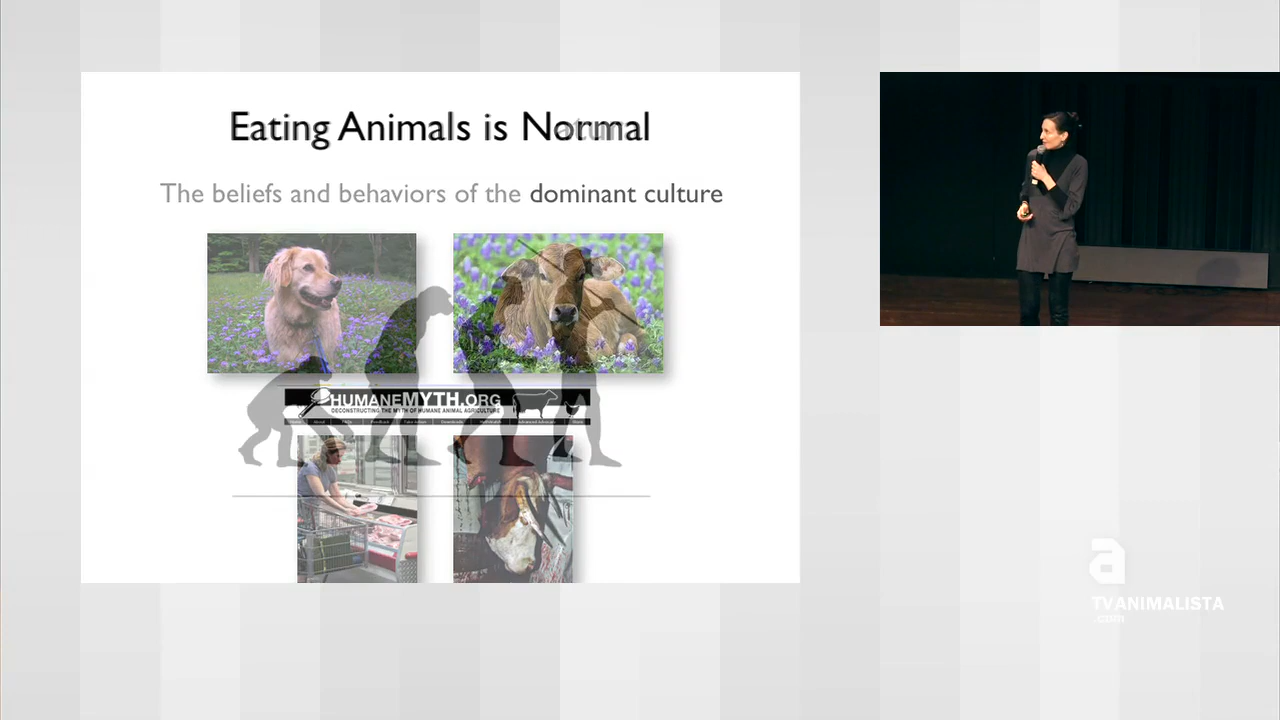 Eating Animals is Normal
The beliefs and behaviors of the dominant culture
HUMANEMYTH.ORG
DECONSTRUCTING THE MYTH OF HUMANE ANIMAL AGRICULTURE
a
TVANIMALISTA
.com